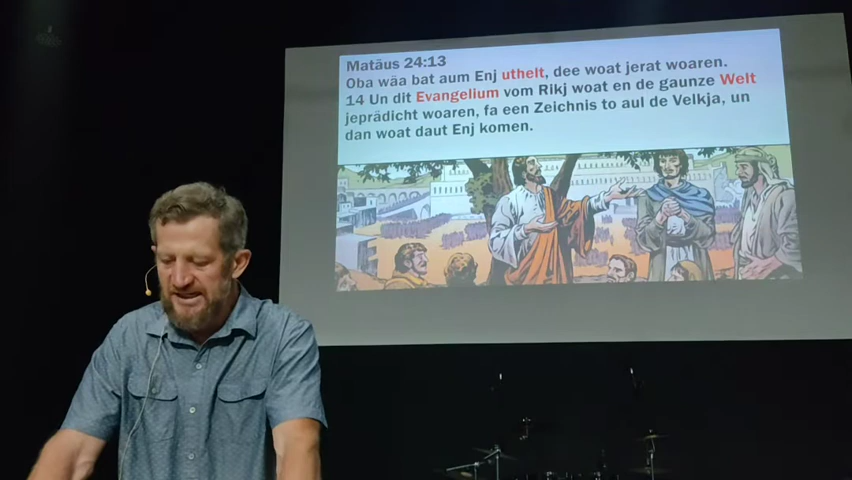 Matäus 24:13
Oba wäa bat aum Enj uthelt, dee woat jerat woaren.
14 Un dit Evangelium vom Rikj woat en de gaunze Welt
jeprädicht woaren, fa een Zeichnis to aul de Velkja, un
dan woat daut Enj komen.